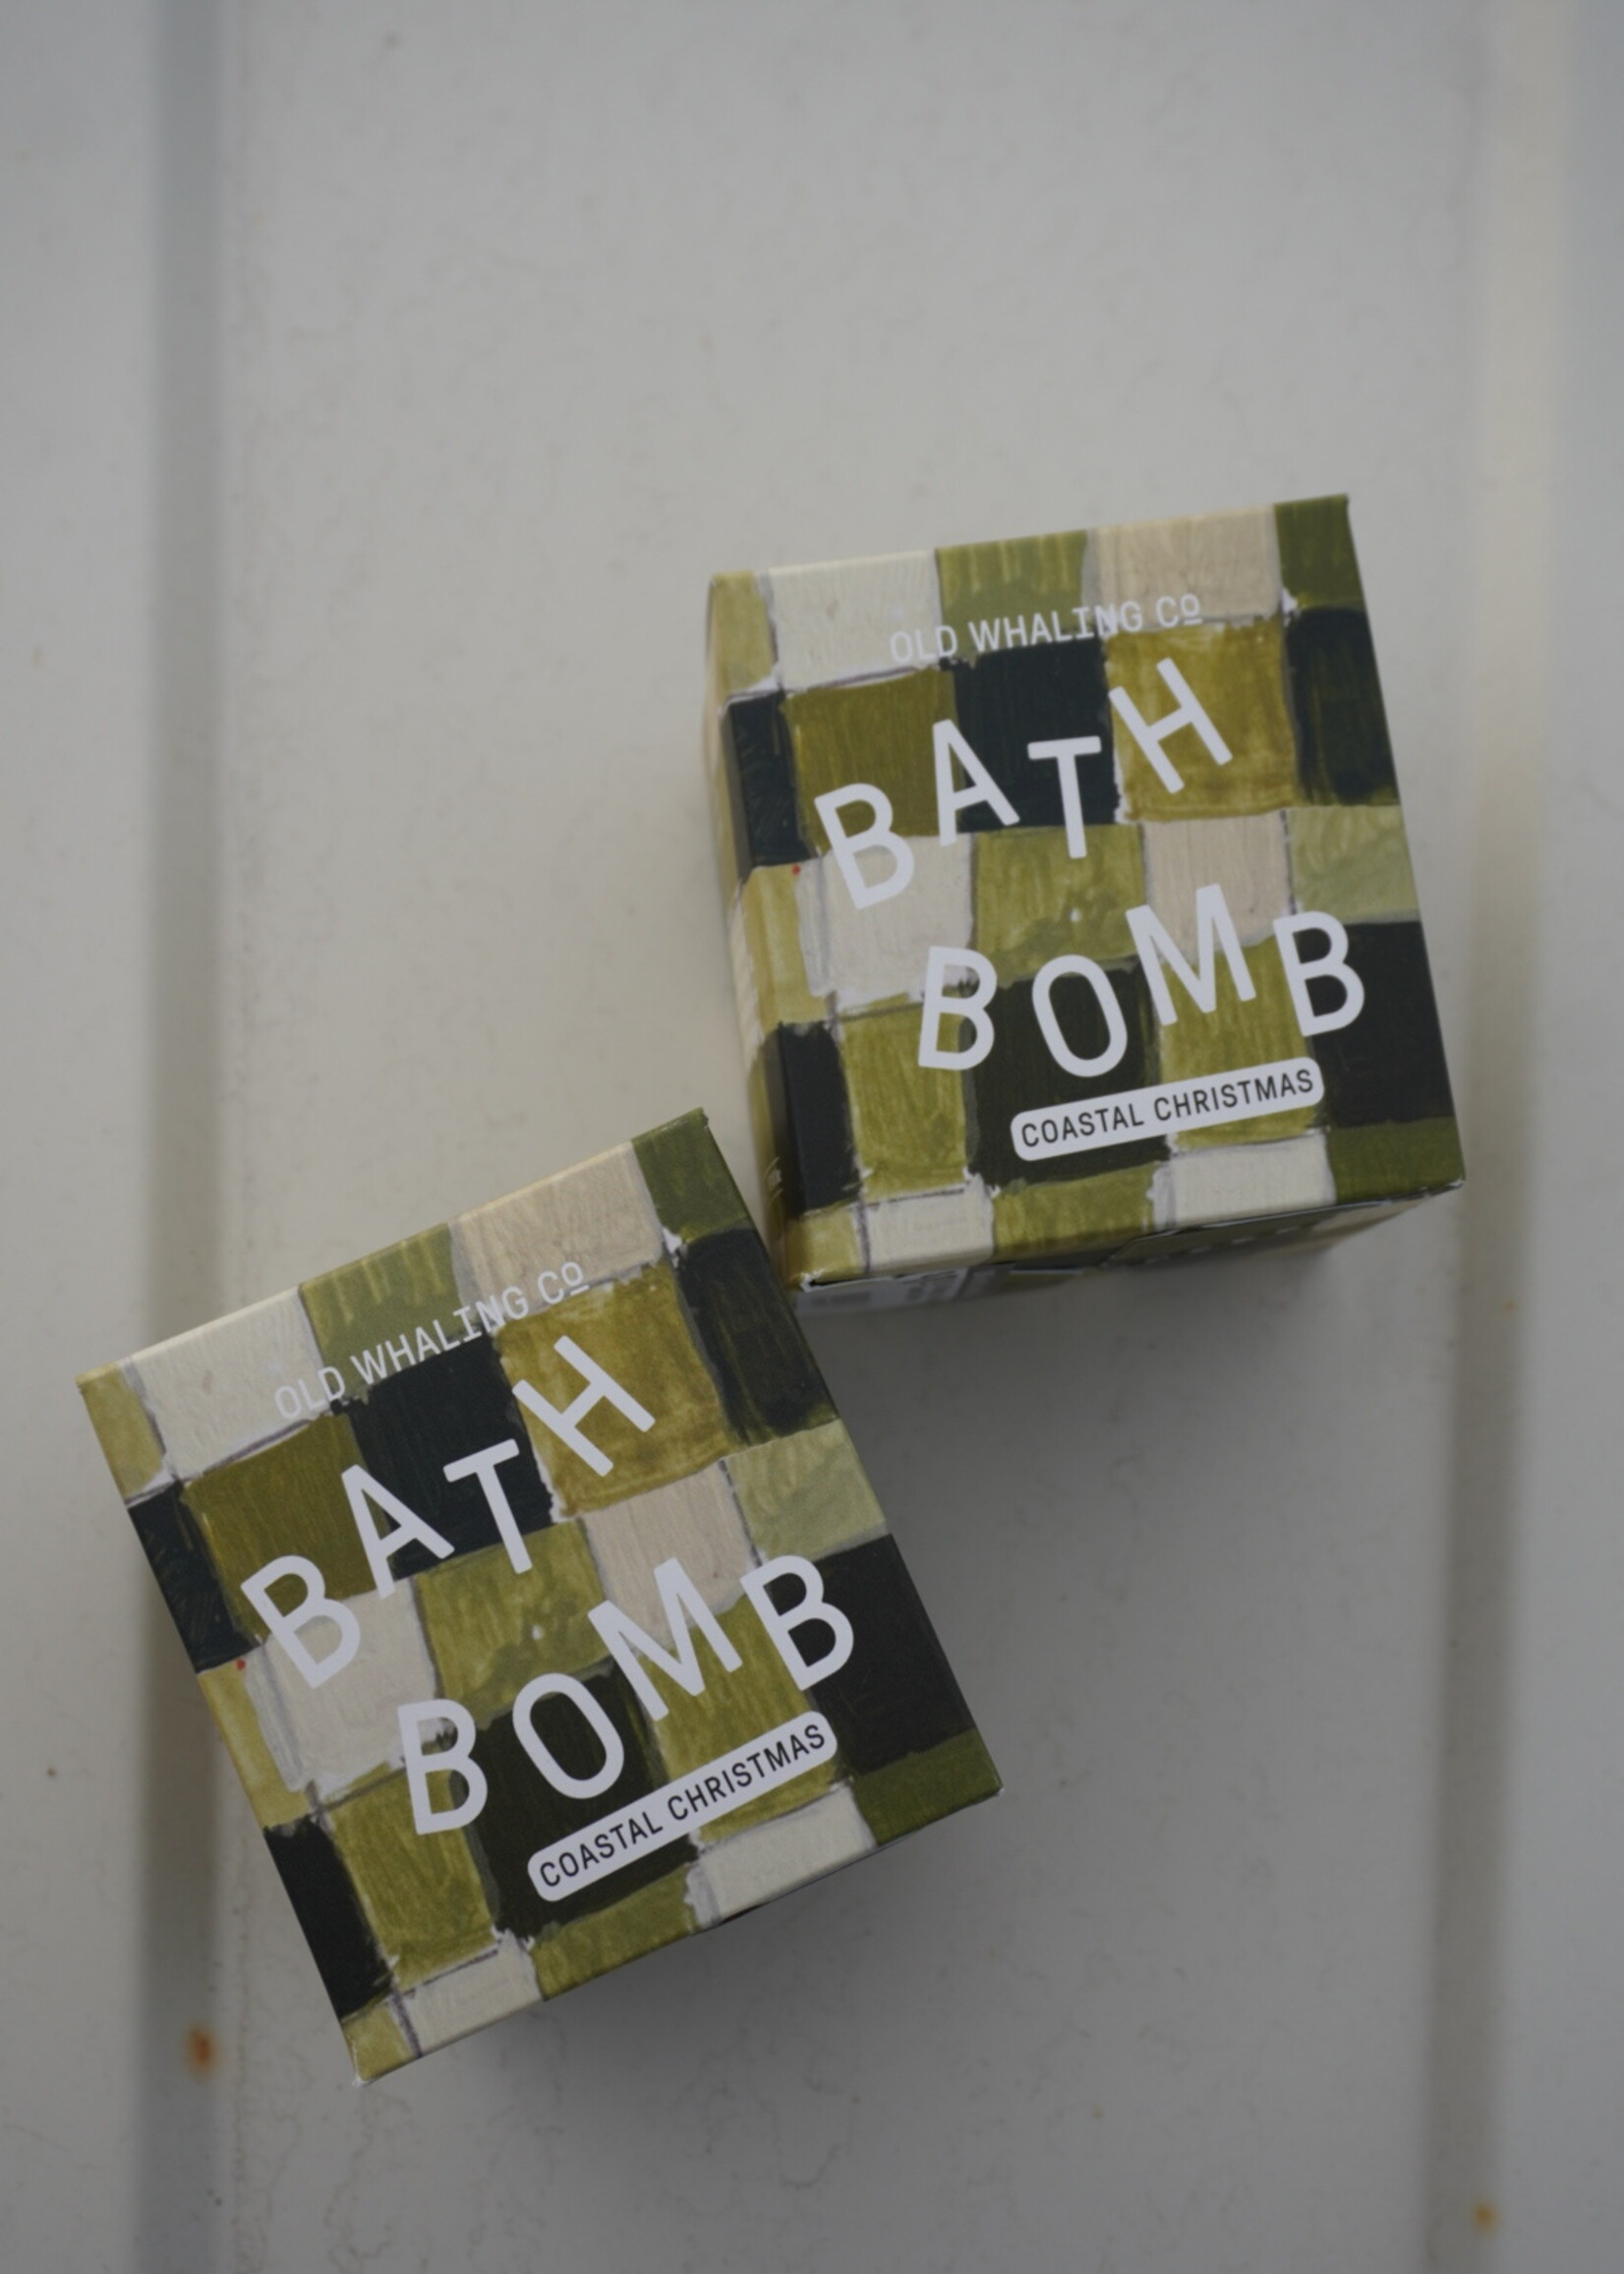 OLD WHALING Cº
BATH
BOMB
COASTAL CHRISTMAS
OLD WHALING Cº
BATH
BOMB
COASTAL CHRISTMAS